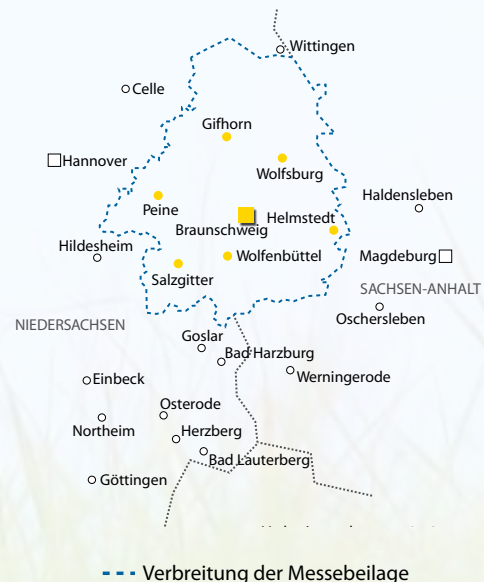 Wittingen
Celle
Gifhorn
Hannover
Wolfsburg
Haldensleben
Peine
Helmstedt
Braunschweig
Hildesheim
Wolfenbüttel
Magdeburg
Salzgitter
SACHSEN-ANHALT
Oschersleben
NIEDERSACHSEN
Goslar
Bad Harzburg
Werningerode
Einbeck
Osterode
Northeim
Herzberg
Bad Lauterberg
Göttingen
Verbreitung der Messebeilage